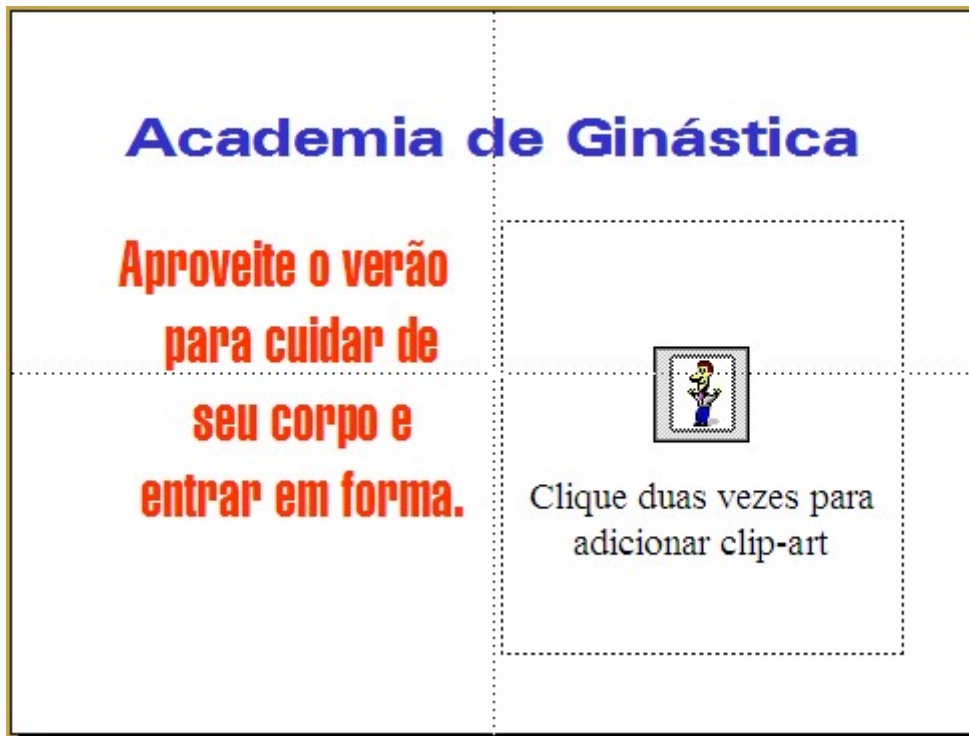 Academia de Ginástica
Aproveite o verão
para cuidar de
seu corpo e
entrar em forma.
Clique duas vezes para
adicionar clip-art